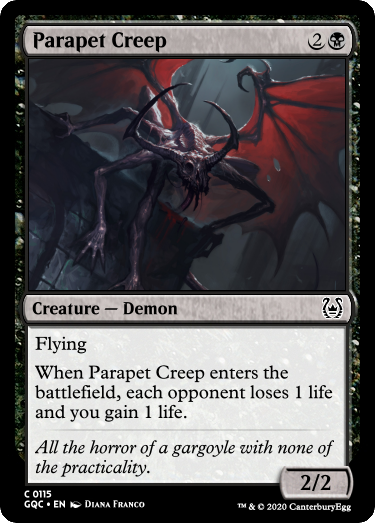 Parapet Creep 2
Creature — Demon
Flying
When Parapet Creep enters the
battlefield, each opponent loses 1 life
and you gain 1 life.
All the horror of a gargoyle with none of
the practicality.
2/2
C 0115
GQC • EN Diana Franco
™ & © 2020 CanterburyEgg